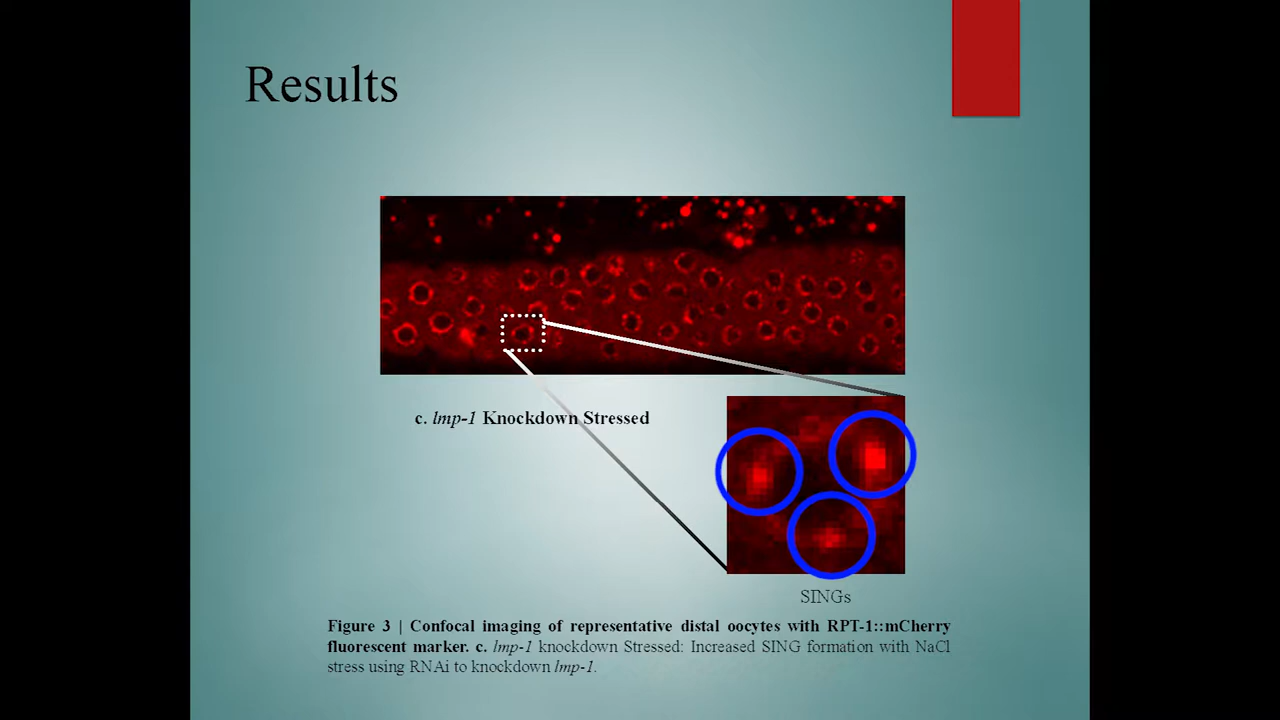 Results
c. lmp-1 Knockdown Stressed
SINGs
Figure 3 | Confocal imaging of representative distal oocytes with RPT-1::mCherry
fluorescent marker. c. lmp-1 knockdown Stressed: Increased SING formation with NaCl
stress using RNAi to knockdown lmp-1.